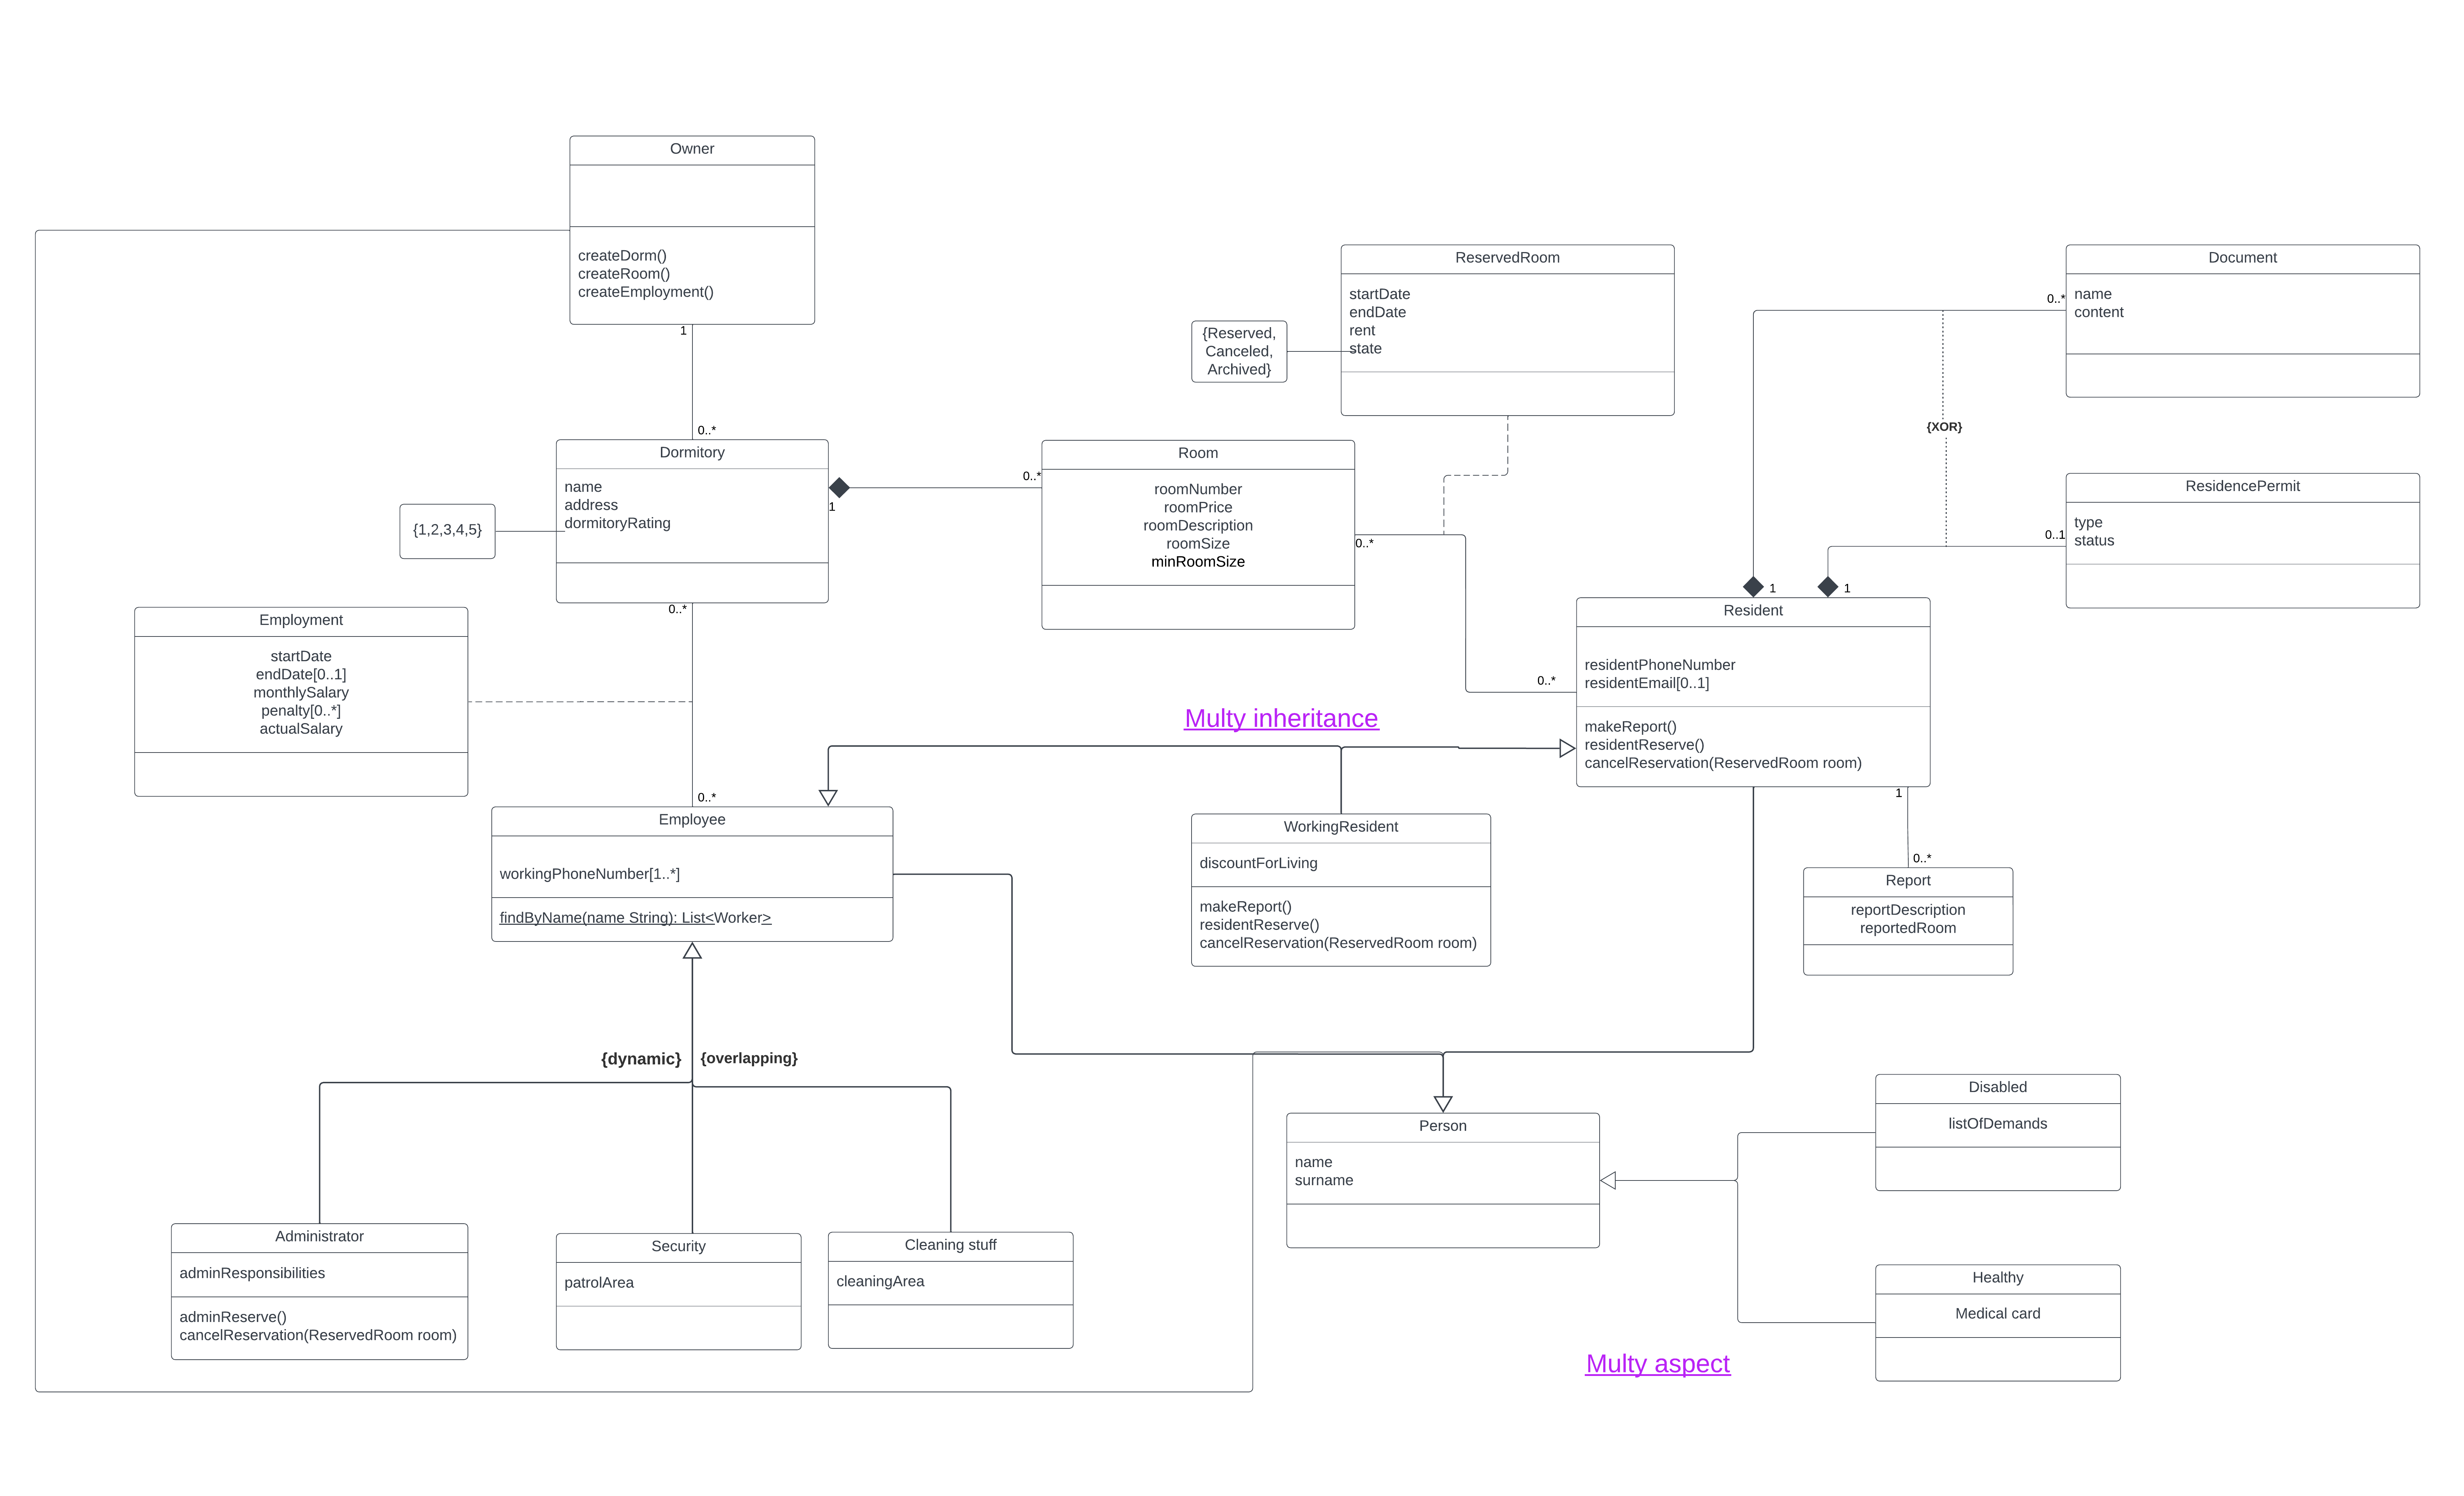 Owner
createDorm()
createRoom()
createEmployment()
1
0..*
Dormitory
name
address
dormitoryRating
{1,2,3,4,5}
1
0..*
0..*
Room
roomNumber
roomPrice
roomDescription
roomSize
minRoomSize
0..*
0..*
ReservedRoom
startDate
endDate
rent
state
{Reserved,
Canceled,
Archived}
Document
name
content
0..*
{XOR}
ResidencePermit
type
status
0..1
1
1
Resident
residentPhoneNumber
residentEmail[0..1]
makeReport()
residentReserve()
cancelReservation(ReservedRoom room)
1
0..*
Report
reportDescription
reportedRoom
Employment
startDate
endDate[0..1]
monthlySalary
penalty[0..*]
actualSalary
Multy inheritance
0..*
Employee
workingPhoneNumber[1..*]
findByName(name String): List<Worker>
WorkingResident
discountForLiving
makeReport()
residentReserve()
cancelReservation(ReservedRoom room)
{dynamic}
{overlapping}
Administrator
adminResponsibilities
adminReserve()
cancelReservation(ReservedRoom room)
Security
patrolArea
Cleaning stuff
cleaningArea
Person
name
surname
Disabled
listOfDemands
Healthy
Medical card
Multy aspect